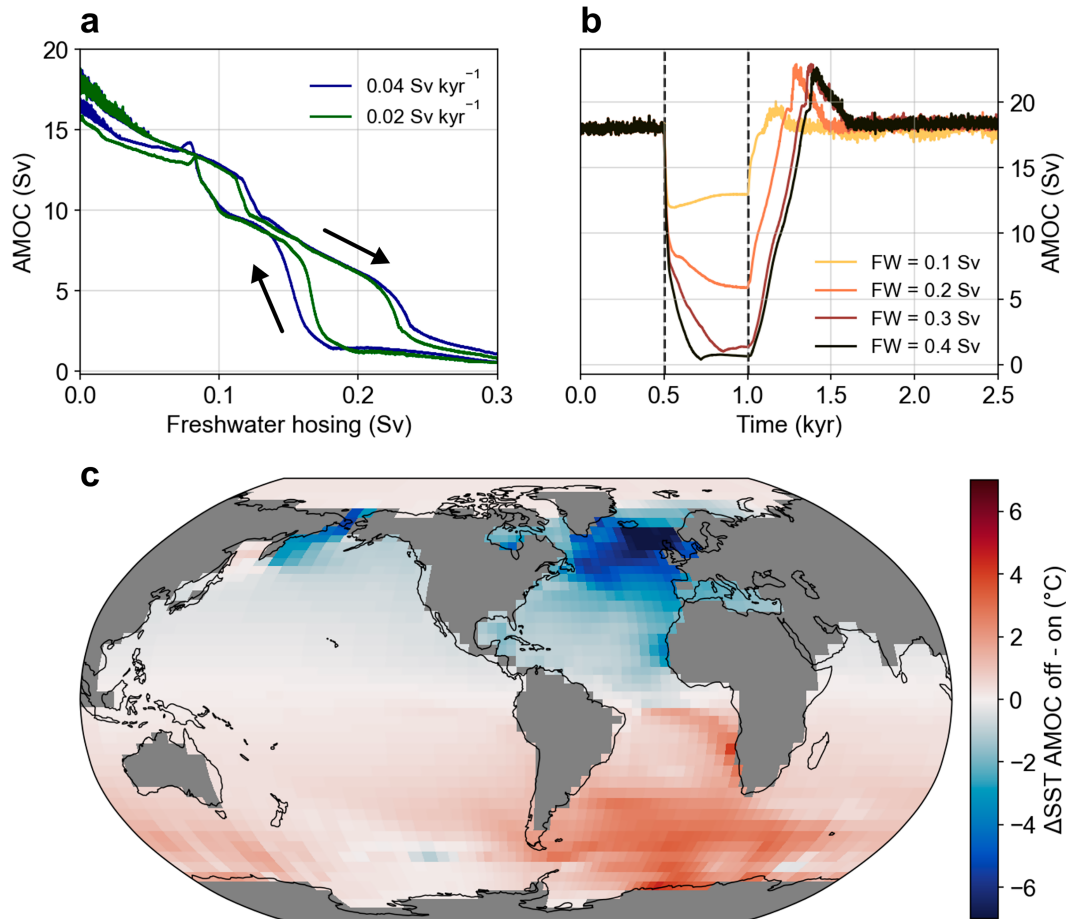 a
20
15
10
5
0
AMOC (Sv)
0.04 Sv kyr⁻¹
0.02 Sv kyr⁻¹
0.0
0.1
0.2
0.3
Freshwater hosing (Sv)
b
20
15
10
5
0
AMOC (Sv)
FW = 0.1 Sv
FW = 0.2 Sv
FW = 0.3 Sv
FW = 0.4 Sv
0.0
0.5
1.0
1.5
2.0
2.5
Time (kyr)
c
6
4
2
0
−2
−4
−6
ΔSST AMOC off - on (°C)